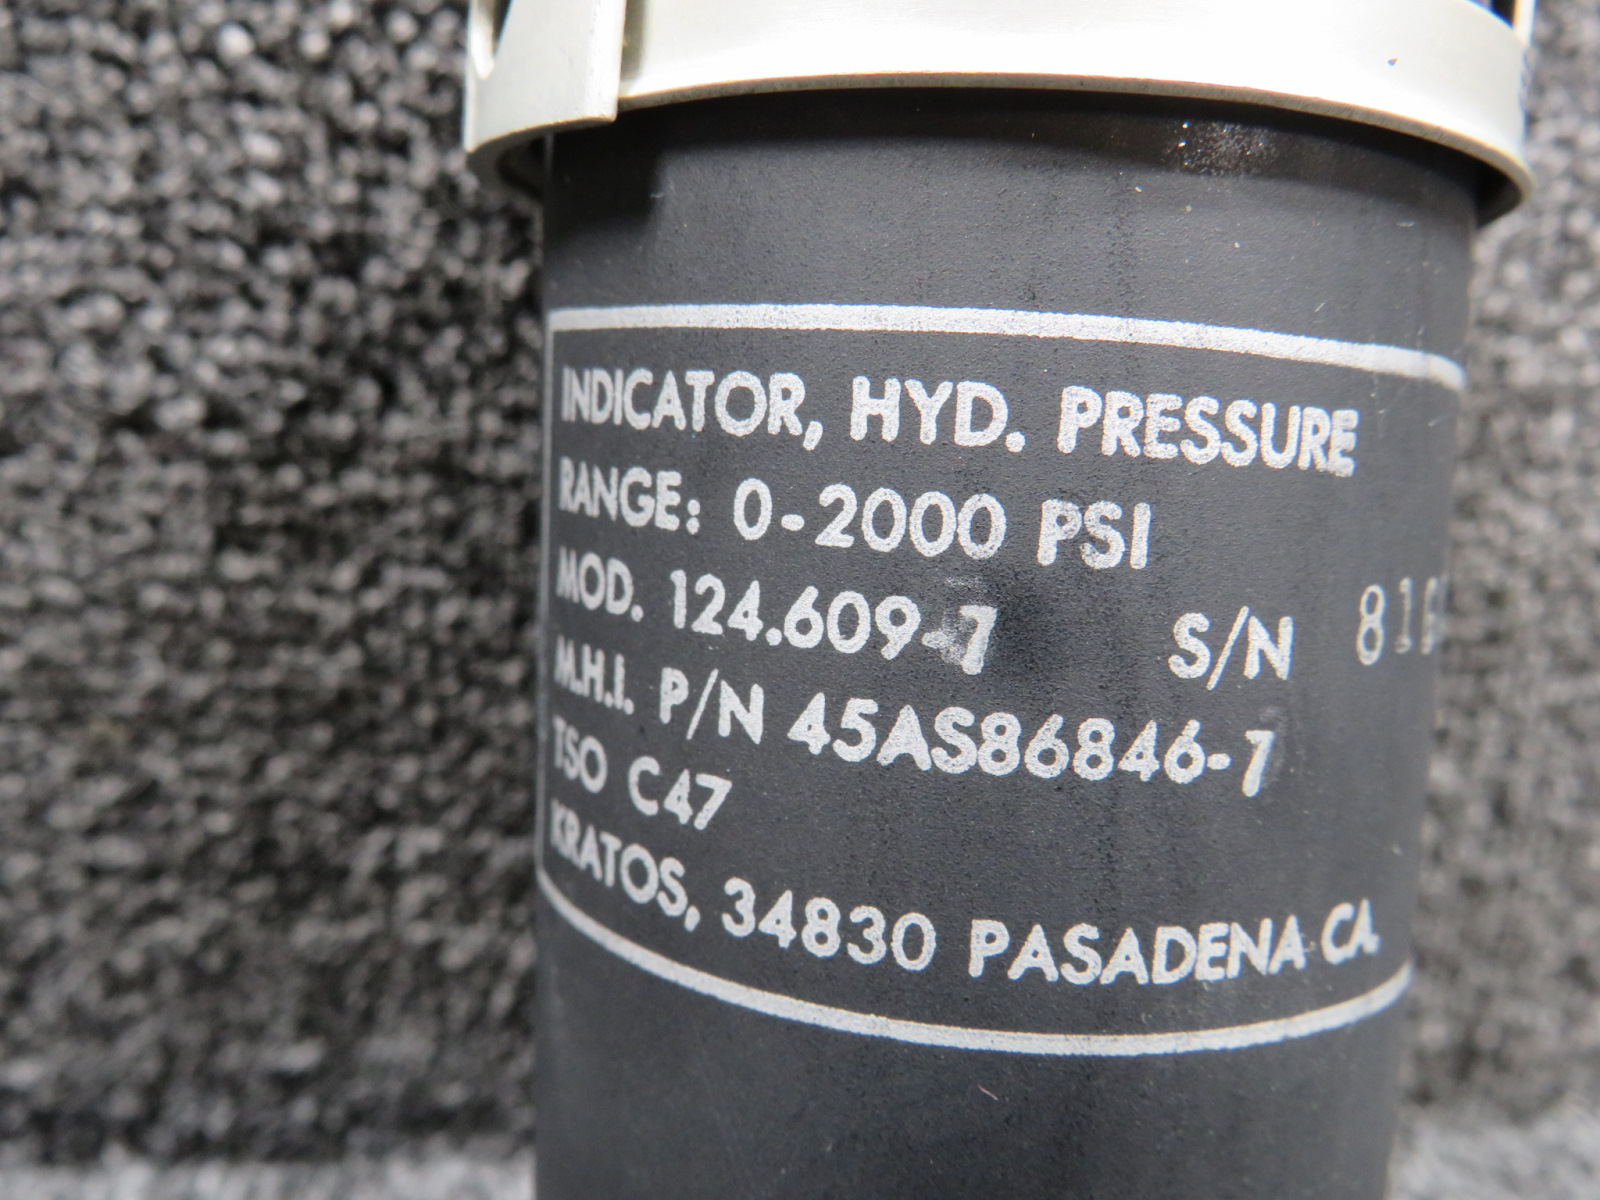 INDICATOR, HYD. PRESSURE
RANGE: 0-2000 PSI
MOD. 124.609-7 S/N
M.H.I. P/N 45AS86846-7
TSO C47
KRATOS, 34830 PASADENA CA.